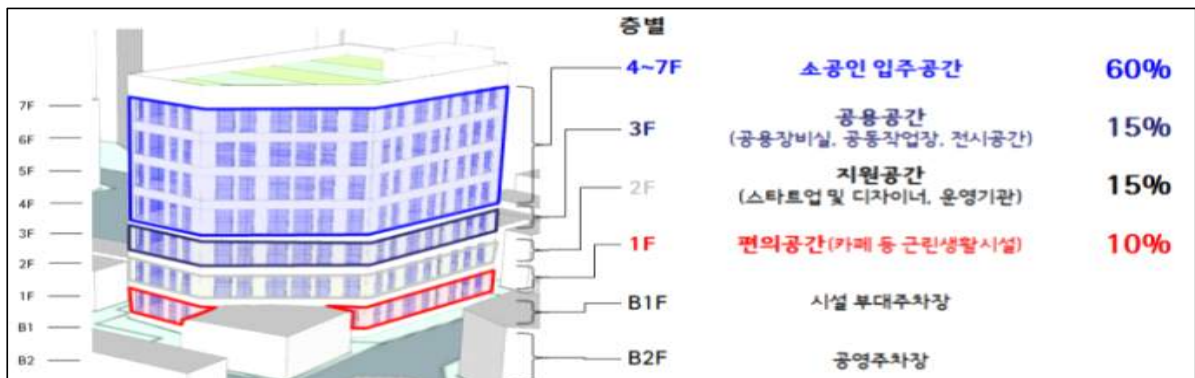 층별
4~7F 소공인 입주공간 60%
3F 공용공간 15%
(공용장비실, 공동작업장, 전시공간)
2F 지원공간 15%
(스타트업 및 디자이너, 운영기관)
1F 편의공간(카페 등 근린생활시설) 10%
B1F 시설 부대주차장
B2F 공영주차장
7F
6F
5F
4F
3F
2F
1F
B1
B2